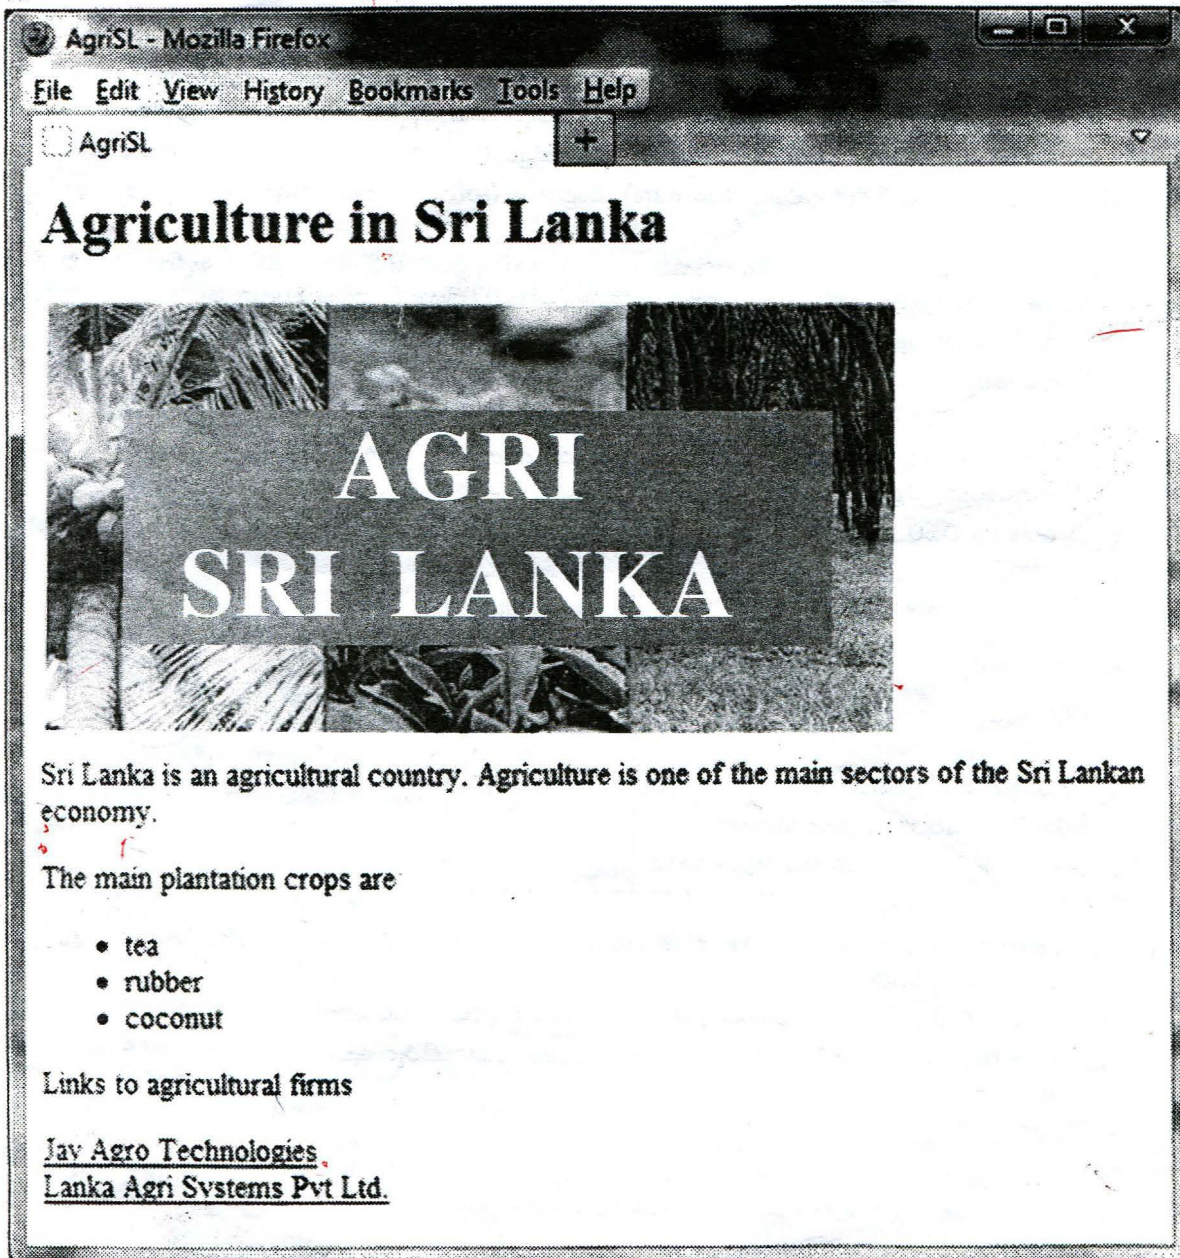 AgriSL - Mozilla Firefox
File Edit View History Bookmarks Tools Help
AgriSL
Agriculture in Sri Lanka
AGRI
SRI LANKA
Sri Lanka is an agricultural country. Agriculture is one of the main sectors of the Sri Lankan
economy.
The main plantation crops are
• tea
• rubber
• coconut
Links to agricultural firms
Jay Agro Technologies
Lanka Agri Systems Pvt Ltd.